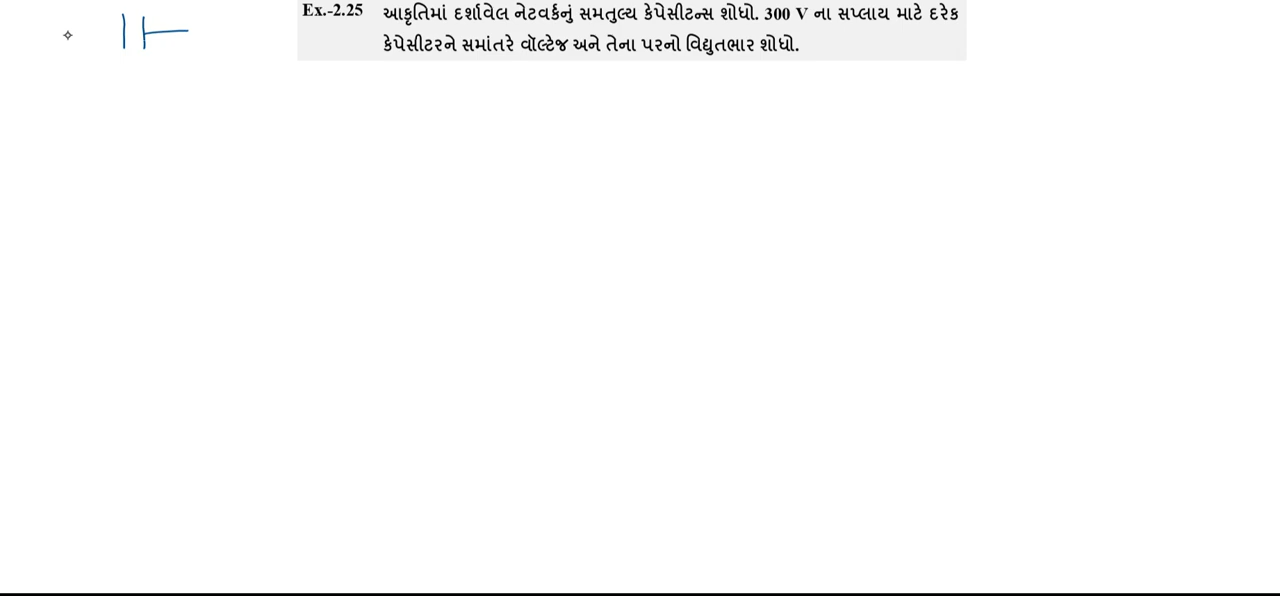 Ex.-2.25 આકૃતિમાં દર્શાવેલ નેટવર્કનું સમતુલ્ય કેપેસીટન્સ શોધો. 300 V ના સપ્લાય માટે દરેક
કેપેસીટરને સમાંતરે વૉલ્ટેજ અને તેના પરનો વિદ્યુતભાર શોધો.